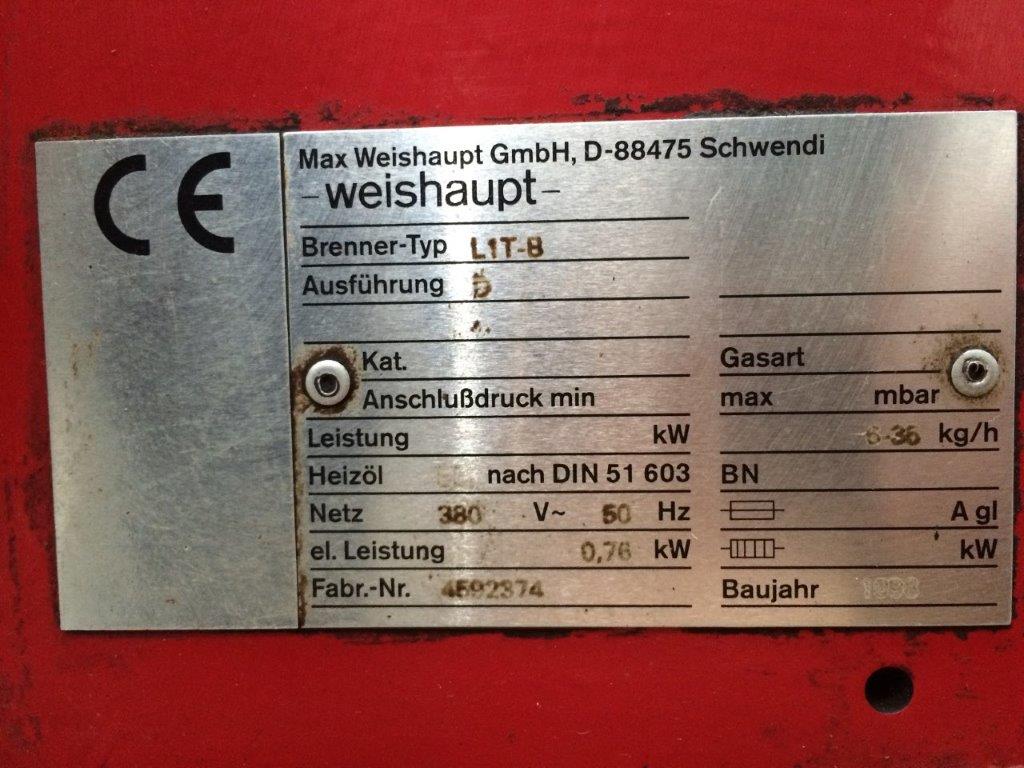 CE
Max Weishaupt GmbH, D-88475 Schwendi
-weishaupt-
Brenner-Typ L1T-B
Ausführung D
Kat. Gasart
Anschlußdruck min max mbar
Leistung kW 6-36 kg/h
Heizöl nach DIN 51 603 BN
Netz 380 V~ 50 Hz A gl
el. Leistung 0,76 kW kW
Fabr.-Nr. 4592374 Baujahr